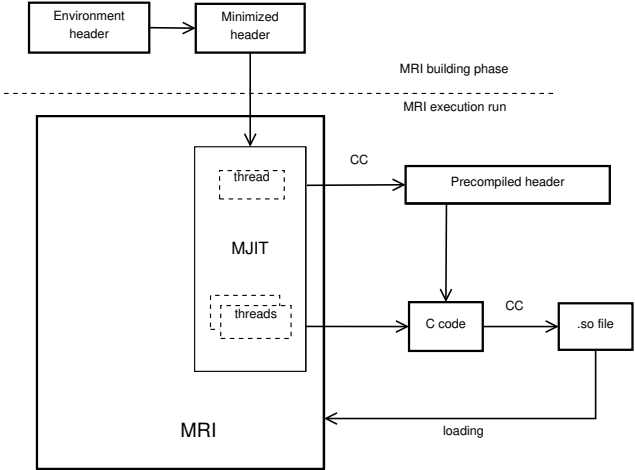 Environment
header
Minimized
header
MRI building phase
MRI execution run
thread
CC
Precompiled header
MJIT
threads
C code
CC
.so file
MRI
loading